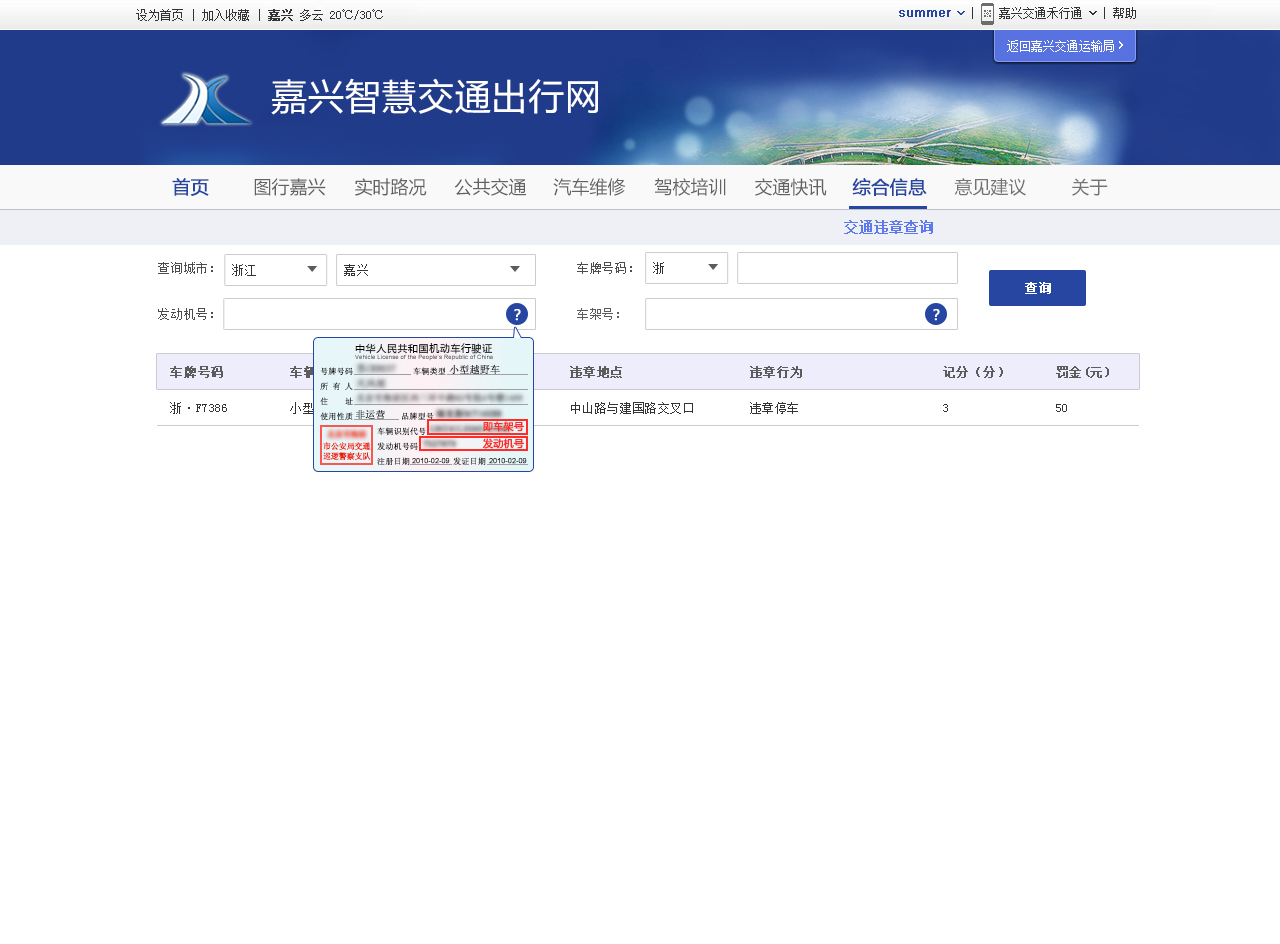 设为首页 | 加入收藏 | 嘉兴 多云 20℃/30℃
summer | 嘉兴交通禾行通 | 帮助
返回嘉兴交通运输局
嘉兴智慧交通出行网
首页 图行嘉兴 实时路况 公共交通 汽车维修 驾校培训 交通快讯 综合信息 意见建议 关于
交通违章查询
查询城市： 浙江 嘉兴 车牌号码： 浙
查询
发动机号： ? 车架号： ?
中华人民共和国机动车行驶证
Vehicle License of the People's Republic of China
号牌号码 车辆类型 小型越野车
所 有 人
住 址
使用性质 非运营 品牌型号
车辆识别代号 即车架号
发动机号码 发动机号
市公安局交通
巡逻警察支队
注册日期 2010-02-09 发证日期 2010-02-09
车牌号码 车 违章地点 违章行为 记分（分） 罚金(元)
浙·F7386 小型 中山路与建国路交叉口 违章停车 3 50